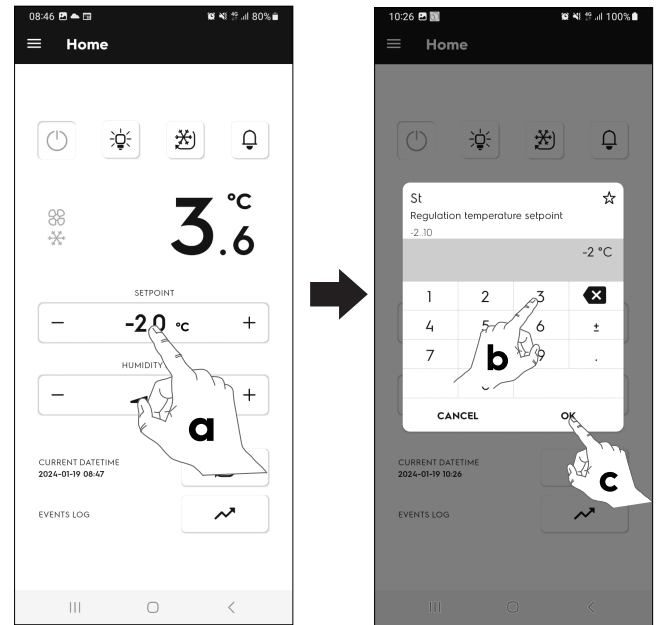 08:46
80%
Home
°C
3.6
SETPOINT
− -2.0 °C +
HUMIDITY
− +
a
CURRENT DATETIME
2024-01-19 08:47
EVENTS LOG
10:26
100%
Home
St
Regulation temperature setpoint
-2..10
-2 °C
1 2 3
4 5 6 ±
7 9 .
b
CANCEL OK
c
CURRENT DATETIME
2024-01-19 10:26
EVENTS LOG